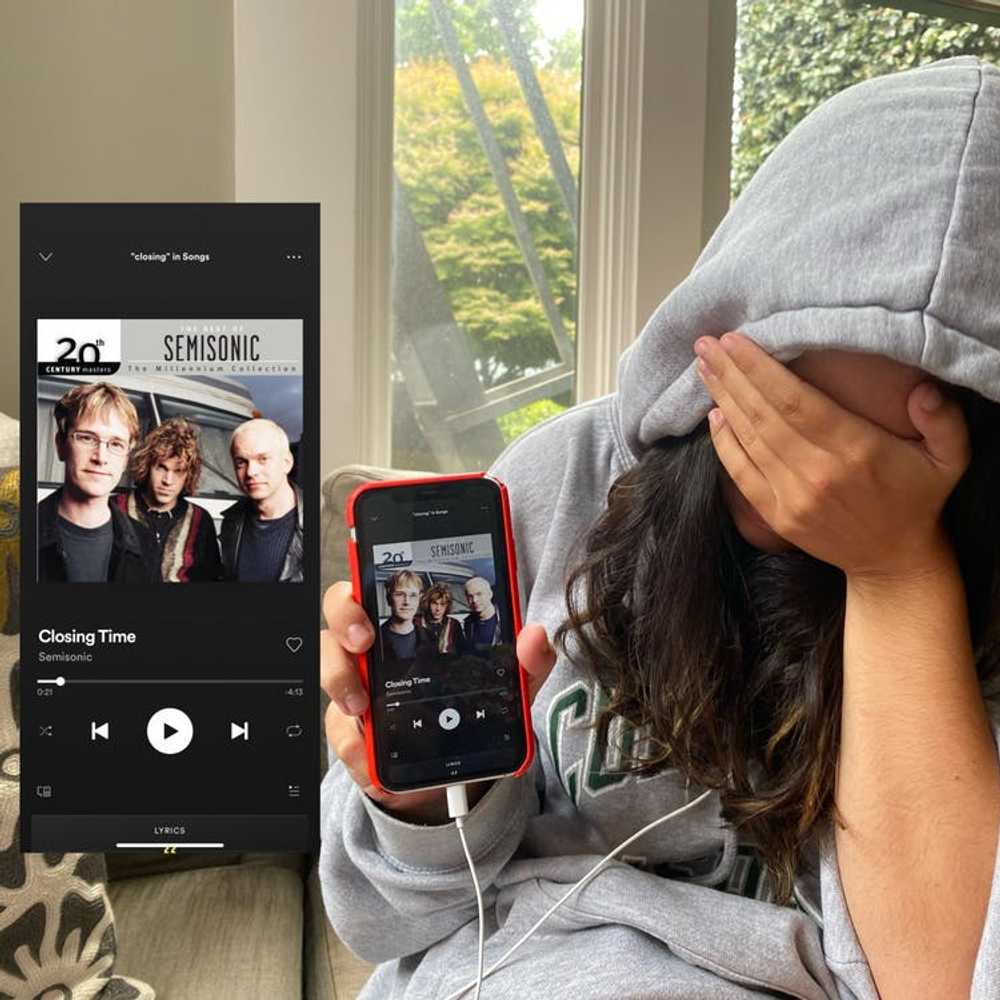 "closing" in Songs
THE BEST OF
20th
SEMISONIC
CENTURY masters
The Millennium Collection
Closing Time
Semisonic
0:21
-4:13
LYRICS
"closing" in Songs
20th
SEMISONIC
Closing Time
Semisonic
LYRICS